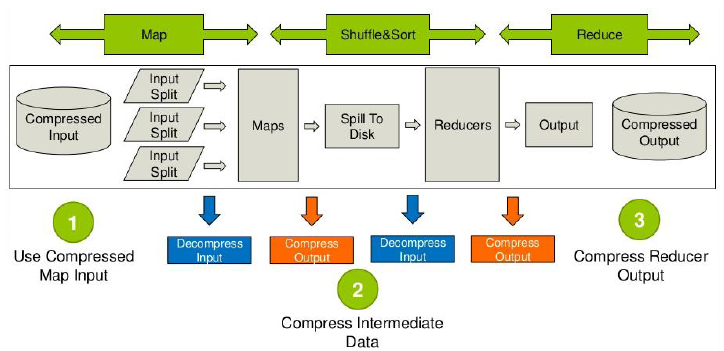 Map
Shuffle&Sort
Reduce
Compressed
Input
Input
Split
Input
Split
Input
Split
Maps
Spill To
Disk
Reducers
Output
Compressed
Output
1
Use Compressed
Map Input
Decompress
Input
Compress
Output
Decompress
Input
Compress
Output
2
Compress Intermediate
Data
3
Compress Reducer
Output